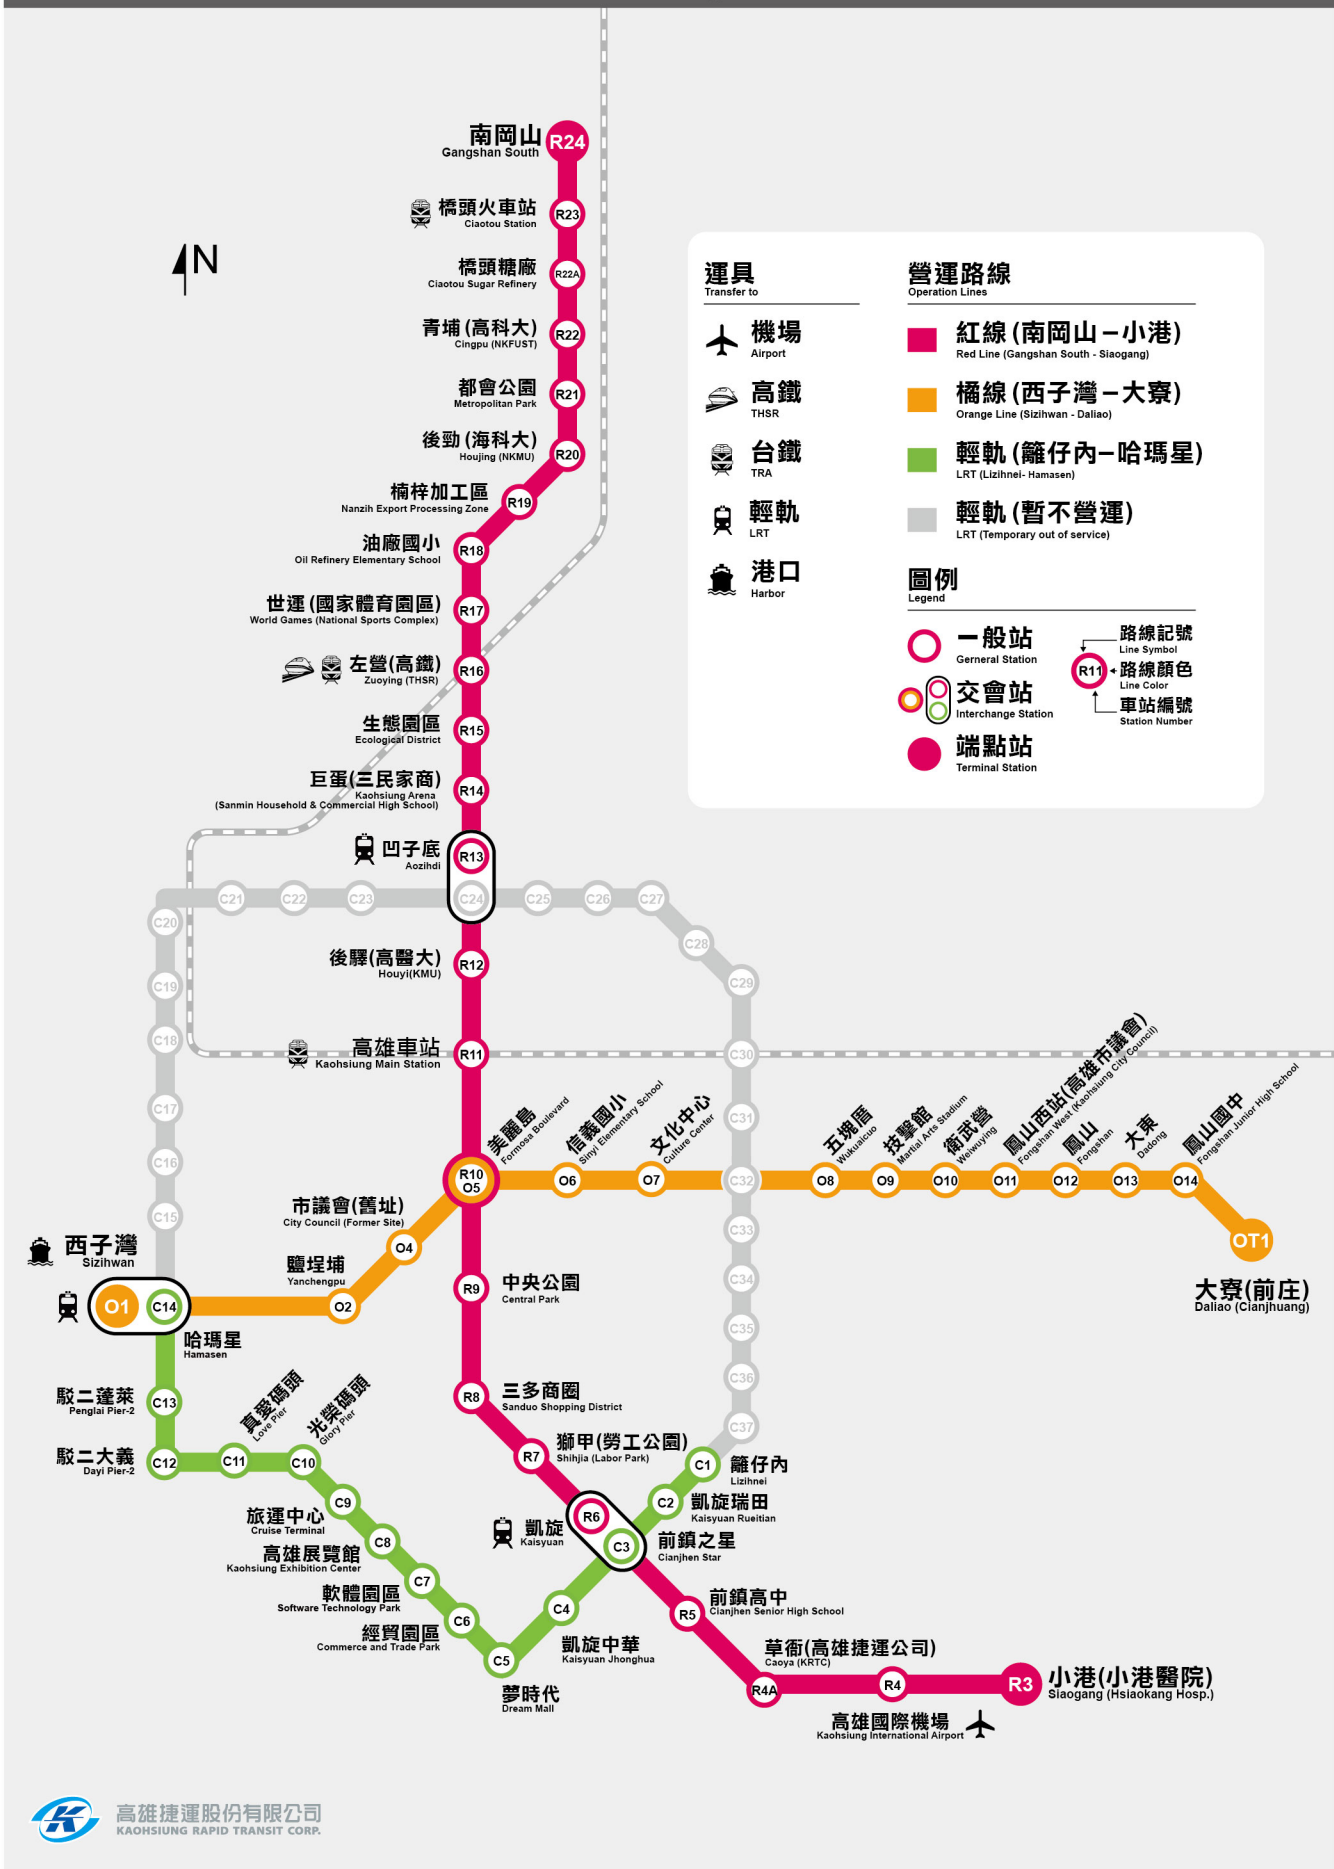 南岡山
Gangshan South
R24
橋頭火車站
Ciaotou Station
R23
橋頭糖廠
Ciaotou Sugar Refinery
R22A
青埔(高科大)
Cingpu (NKFUST)
R22
都會公園
Metropolitan Park
R21
後勁(海科大)
Houjing (NKMU)
R20
楠梓加工區
Nanzih Export Processing Zone
R19
油廠國小
Oil Refinery Elementary School
R18
世運(國家體育園區)
World Games (National Sports Complex)
R17
左營(高鐵)
Zuoying (THSR)
R16
生態園區
Ecological District
R15
巨蛋(三民家商)
Kaohsiung Arena
(Sanmin Household & Commercial High School)
R14
凹子底
Aozihdi
R13
N
運具
Transfer to
機場
Airport
高鐵
THSR
台鐵
TRA
輕軌
LRT
港口
Harbor
營運路線
Operation Lines
紅線(南岡山－小港)
Red Line (Gangshan South - Siaogang)
橘線(西子灣－大寮)
Orange Line (Sizihwan - Daliao)
輕軌(籬仔內－哈瑪星)
LRT (Lizihnei- Hamasen)
輕軌(暫不營運)
LRT (Temporary out of service)
圖例
Legend
一般站
Gerneral Station
交會站
Interchange Station
端點站
Terminal Station
R11
路線記號
Line Symbol
路線顏色
Line Color
車站編號
Station Number
C20
C21
C22
C23
C24
C25
C26
C27
C28
C29
C30
C31
C32
C33
C34
C35
C36
C37
C19
C18
C17
C16
C15
後驛(高醫大)
Houyi(KMU)
R12
高雄車站
Kaohsiung Main Station
R11
美麗島
Formosa Boulevard
R10
O5
信義國小
Sinyi Elementary School
O6
文化中心
Culture Center
O7
五塊厝
Wukuaicuo
O8
技擊館
Martial Arts Stadium
O9
衛武營
Weiwuying
O10
鳳山西站(高雄市議會)
Fongshan West (Kaohsiung City Council)
O11
鳳山
Fongshan
O12
大東
Dadong
O13
鳳山國中
Fongshan Junior High School
O14
OT1
大寮(前庄)
Daliao (Cianjhuang)
市議會(舊址)
City Council (Former Site)
O4
鹽埕埔
Yanchengpu
O2
西子灣
Sizihwan
O1
C14
哈瑪星
Hamasen
中央公園
Central Park
R9
三多商圈
Sanduo Shopping District
R8
獅甲(勞工公園)
Shihjia (Labor Park)
R7
凱旋
Kaisyuan
R6
C3
前鎮之星
Cianjhen Star
C1
籬仔內
Lizihnei
C2
凱旋瑞田
Kaisyuan Rueitian
駁二蓬萊
Penglai Pier-2
C13
駁二大義
Dayi Pier-2
C12
真愛碼頭
Love Pier
C11
光榮碼頭
Glory Pier
C10
旅運中心
Cruise Terminal
C9
高雄展覽館
Kaohsiung Exhibition Center
C8
軟體園區
Software Technology Park
C7
經貿園區
Commerce and Trade Park
C6
C5
夢時代
Dream Mall
C4
凱旋中華
Kaisyuan Jhonghua
R5
前鎮高中
Cianjhen Senior High School
草衙(高雄捷運公司)
Caoya (KRTC)
R4A
R4
高雄國際機場
Kaohsiung International Airport
R3
小港(小港醫院)
Siaogang (Hsiaokang Hosp.)
K
高雄捷運股份有限公司
KAOHSIUNG RAPID TRANSIT CORP.